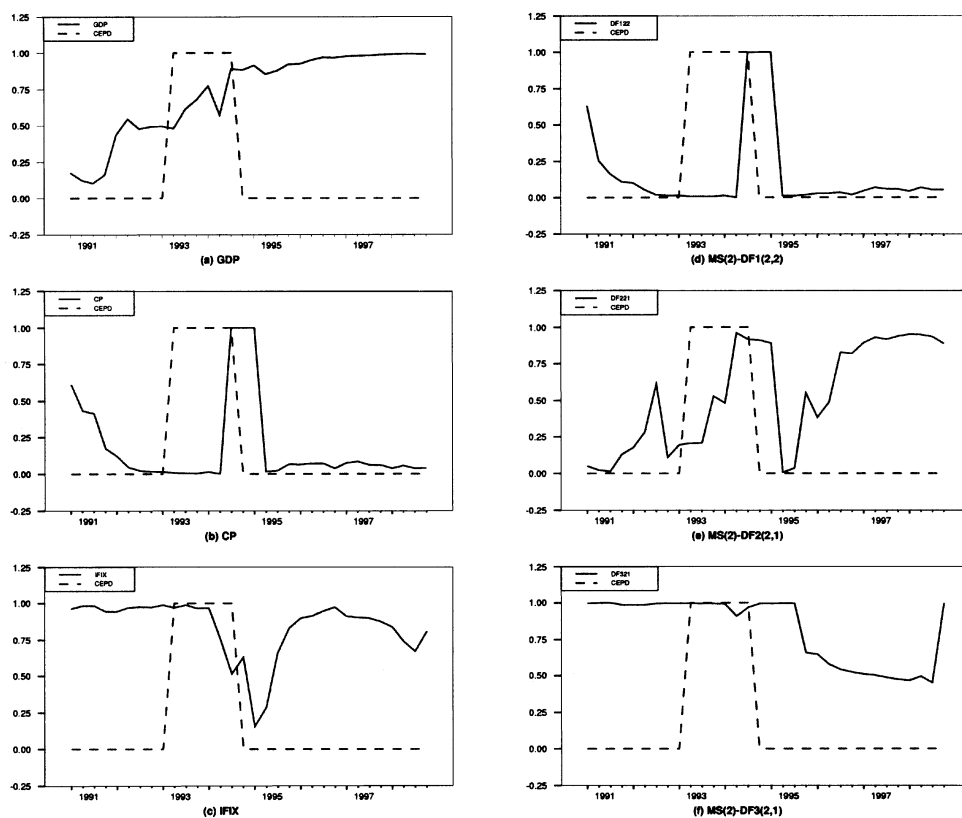 GDP
CEPD
1.25
1.00
0.75
0.50
0.25
0.00
-0.25
1991 1993 1995 1997
(a) GDP
DF122
CEPD
1.25
1.00
0.75
0.50
0.25
0.00
-0.25
1991 1993 1995 1997
(d) MS(2)-DF1(2,2)
CP
CEPD
1.25
1.00
0.75
0.50
0.25
0.00
-0.25
1991 1993 1995 1997
(b) CP
DF221
CEPD
1.25
1.00
0.75
0.50
0.25
0.00
-0.25
1991 1993 1995 1997
(e) MS(2)-DF2(2,1)
IFIX
CEPD
1.25
1.00
0.75
0.50
0.25
0.00
-0.25
1991 1993 1995 1997
(c) IFIX
DF321
CEPD
1.25
1.00
0.75
0.50
0.25
0.00
-0.25
1991 1993 1995 1997
(f) MS(2)-DF3(2,1)